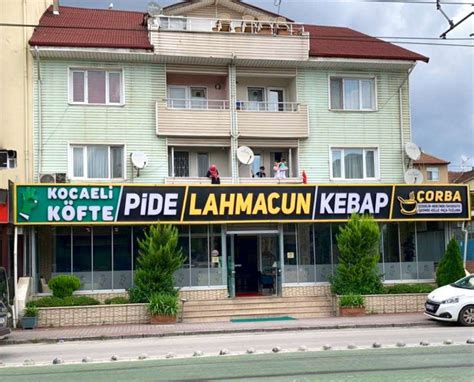 KOCAELİ
KÖFTE
PİDE
LAHMACUN
KEBAP
ÇORBA